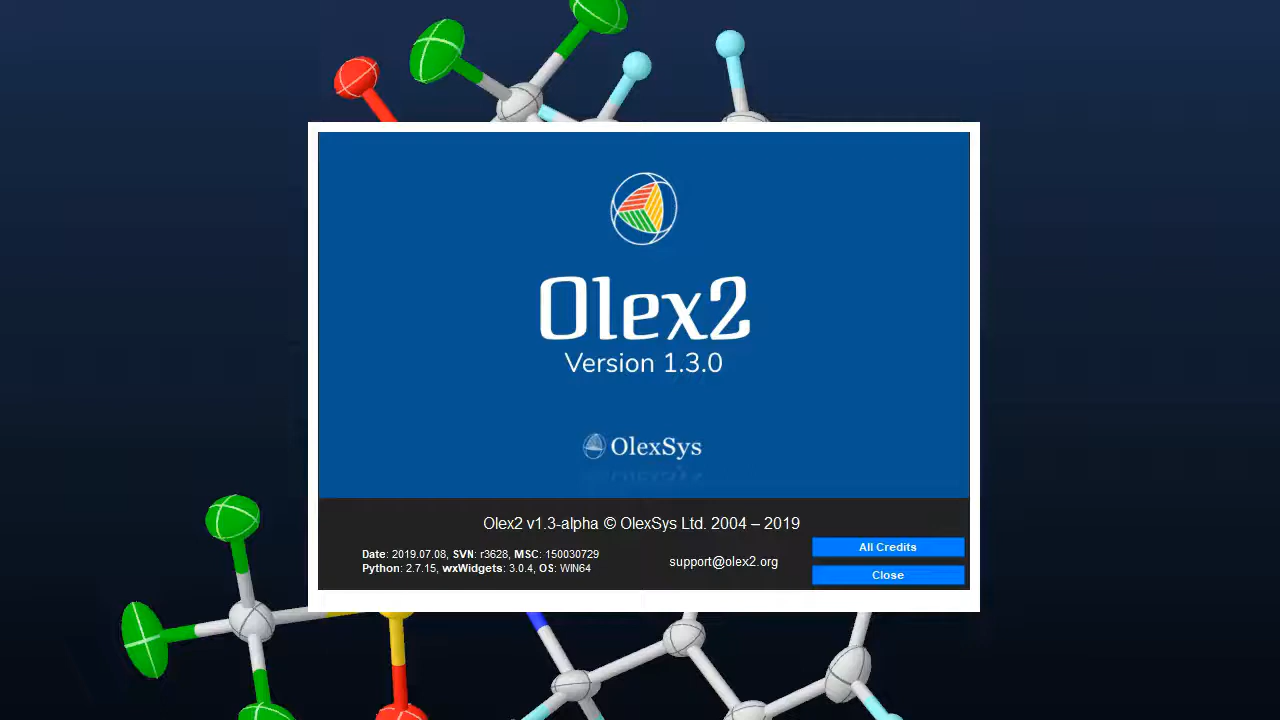 Olex2
Version 1.3.0
OlexSys
Olex2 v1.3-alpha © OlexSys Ltd. 2004 – 2019
Date: 2019.07.08, SVN: r3628, MSC: 150030729
Python: 2.7.15, wxWidgets: 3.0.4, OS: WIN64
support@olex2.org
All Credits
Close